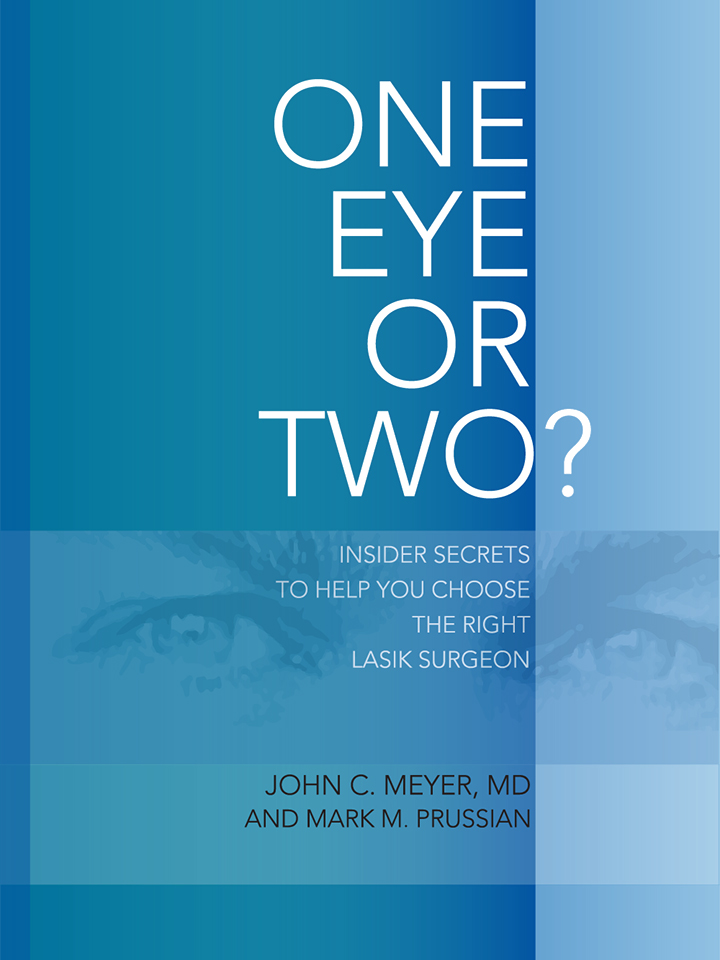 ONE
EYE
OR
TWO?
INSIDER SECRETS
TO HELP YOU CHOOSE
THE RIGHT
LASIK SURGEON
JOHN C. MEYER, MD
AND MARK M. PRUSSIAN